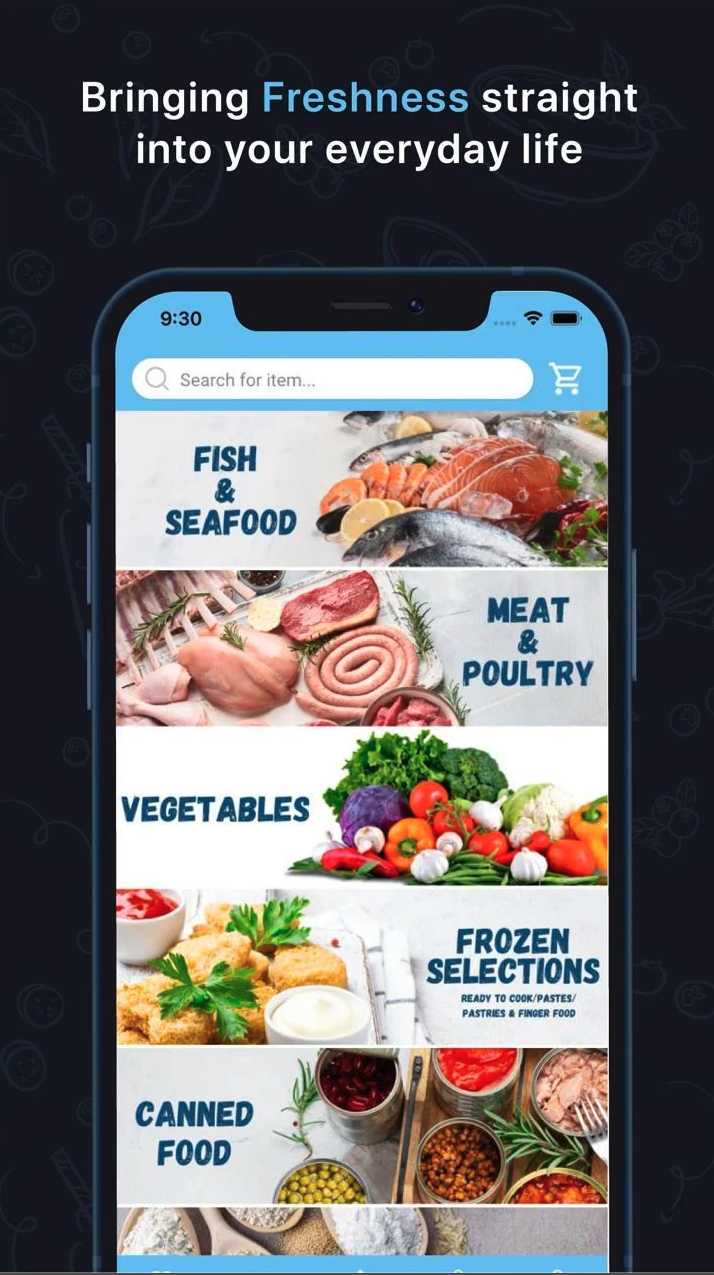 Bringing Freshness straight
into your everyday life
9:30
Search for item...
FISH
&
SEAFOOD
MEAT
&
POULTRY
VEGETABLES
FROZEN
SELECTIONS
READY TO COOK/PASTES/
PASTRIES & FINGER FOOD
CANNED
FOOD